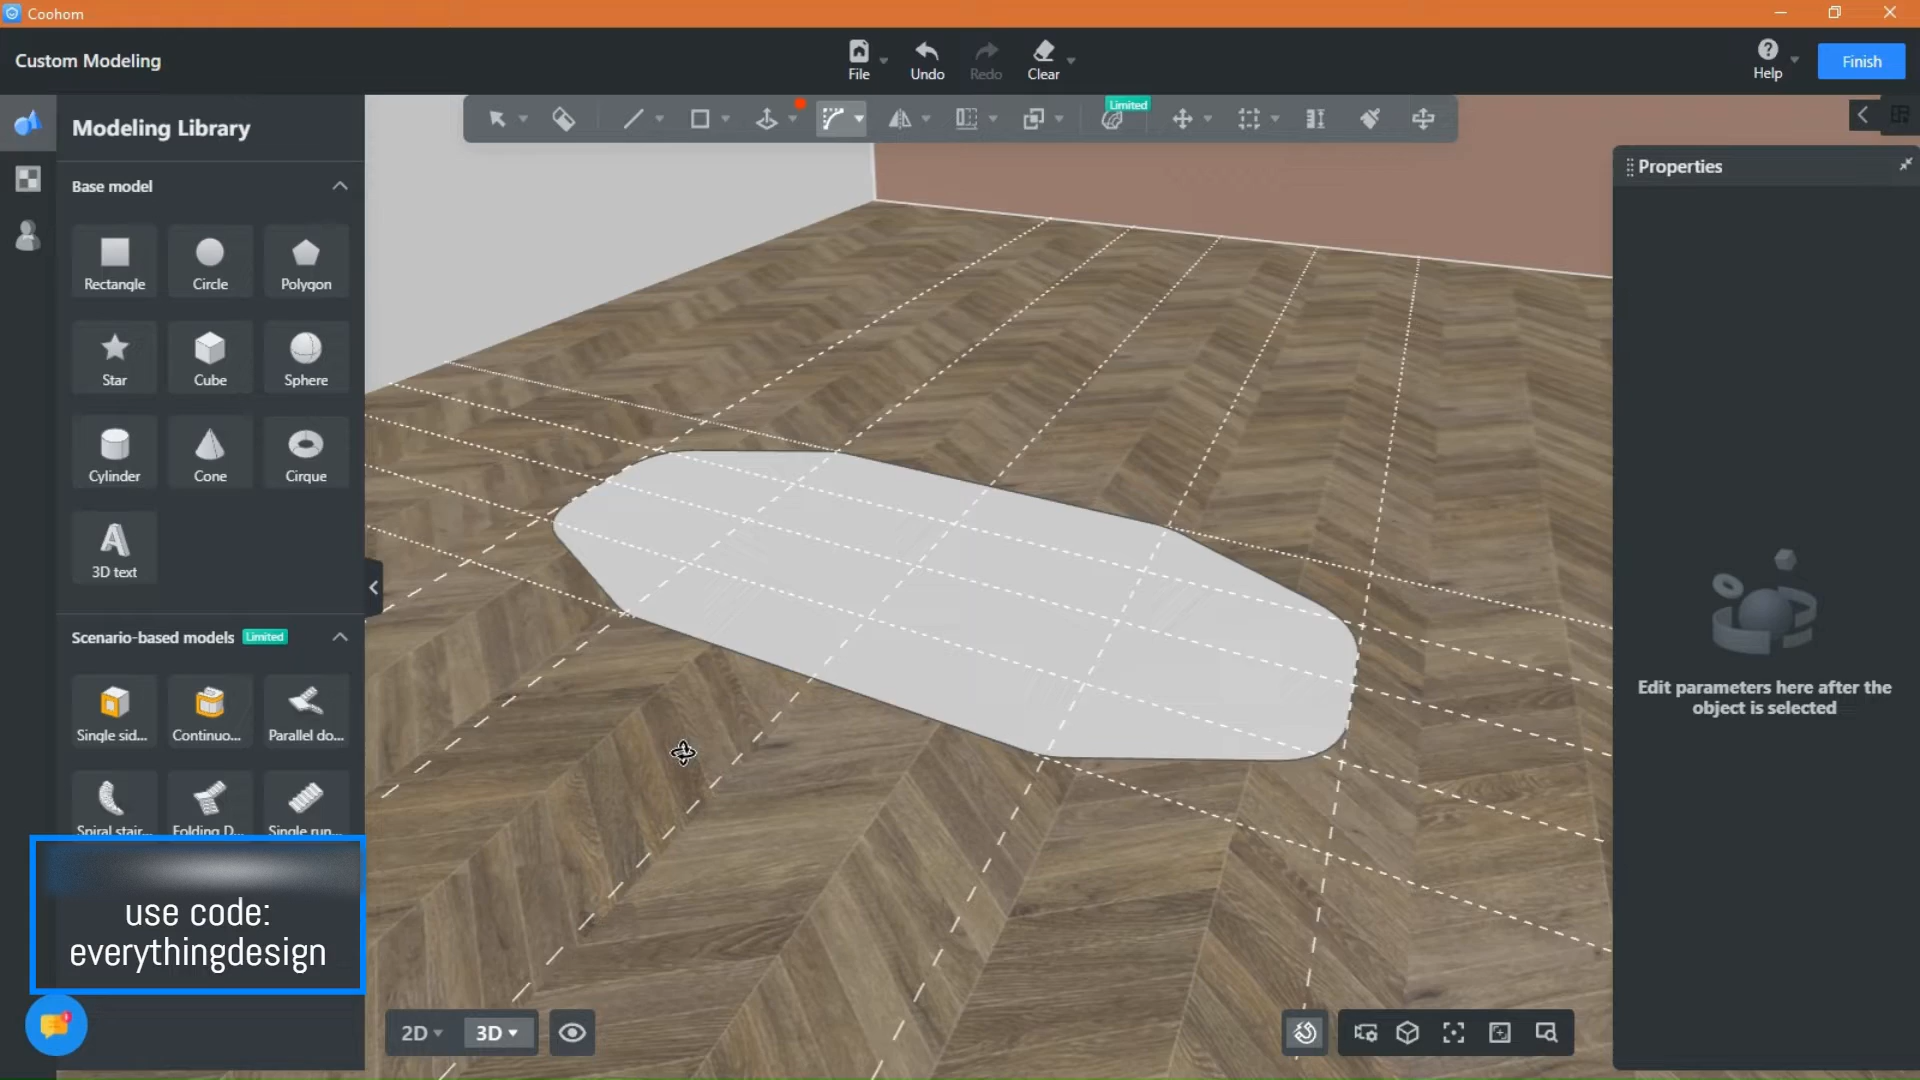 Coohom
Custom Modeling
File
Undo
Redo
Clear
Help
Finish
Modeling Library
Limited
Properties
Base model
Rectangle
Circle
Polygon
Star
Cube
Sphere
Cylinder
Cone
Cirque
3D text
Scenario-based models
Limited
Single sid...
Continuo...
Parallel do...
Spiral stair...
Folding D...
Single run...
Edit parameters here after the
object is selected
use code:
everythingdesign
2D
3D